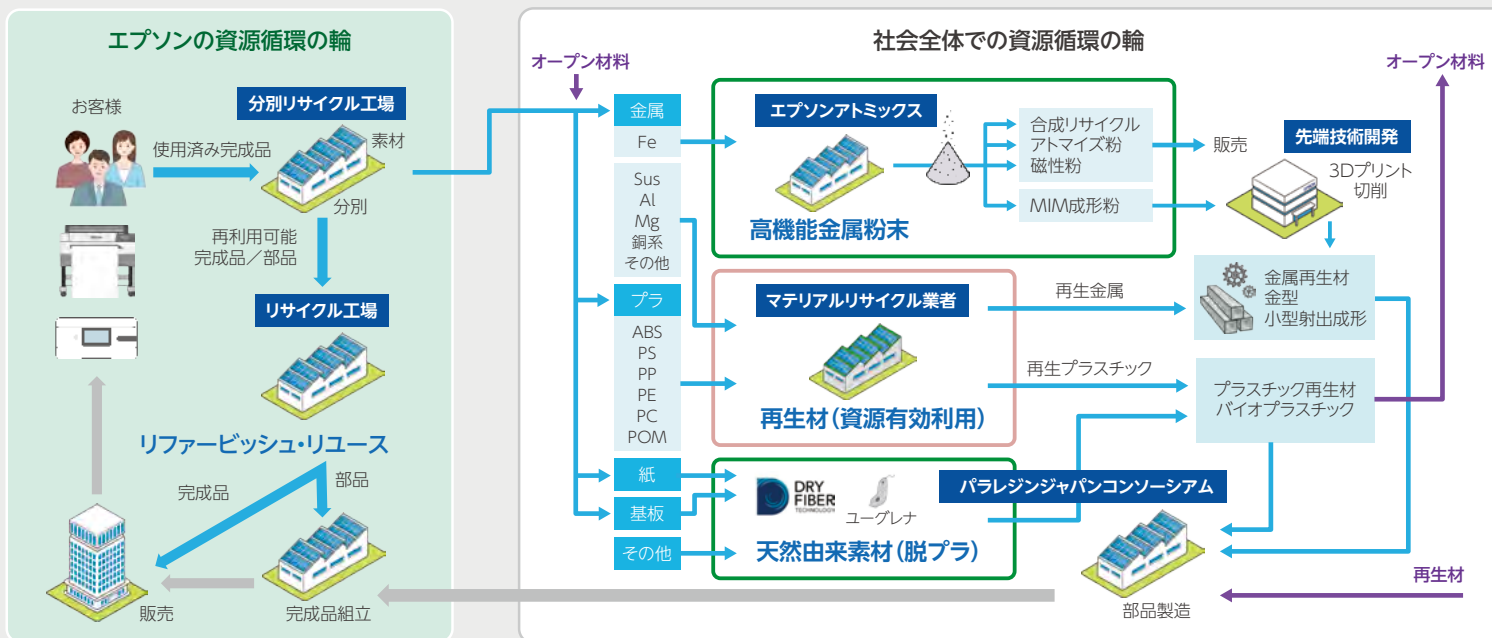 エプソンの資源循環の輪
お客様
使用済み完成品
分別リサイクル工場
素材
分別
再利用可能
完成品／部品
リサイクル工場
リファービッシュ・リユース
完成品
部品
販売
完成品組立
社会全体での資源循環の輪
オープン材料
金属
Fe
Sus
Al
Mg
銅系
その他
プラ
ABS
PS
PP
PE
PC
POM
紙
基板
その他
エプソンアトミックス
高機能金属粉末
合成リサイクル
アトマイズ粉
磁性粉
MIM成形粉
販売
先端技術開発
3Dプリント
切削
マテリアルリサイクル業者
再生材（資源有効利用）
再生金属
再生プラスチック
金属再生材
金型
小型射出成形
プラスチック再生材
バイオプラスチック
DRY
FIBER
TECHNOLOGY
ユーグレナ
パラレジンジャパンコンソーシアム
天然由来素材（脱プラ）
部品製造
オープン材料
再生材